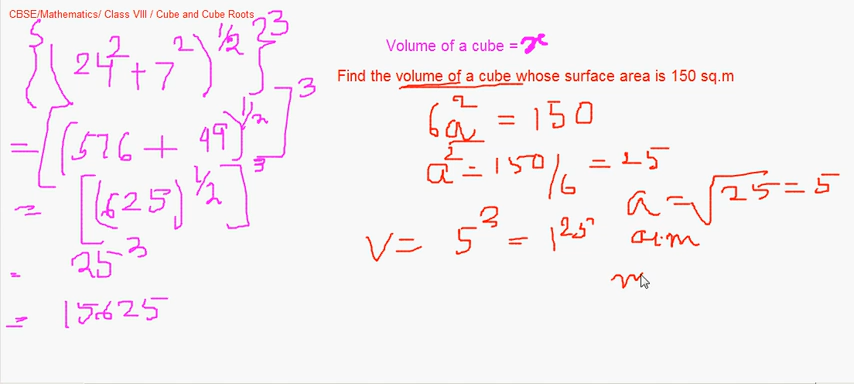 CBSE/Mathematics/ Class VIII / Cube and Cube Roots
{(24² + 7²)^1/2}³
= [(576 + 49)^1/2]³
= [(625)^1/2]³
= 25³
= 15625
Volume of a cube = x
Find the volume of a cube whose surface area is 150 sq.m
6a² = 150
a² = 150/6 = 25
a = √25 = 5
V = 5³ = 125
m